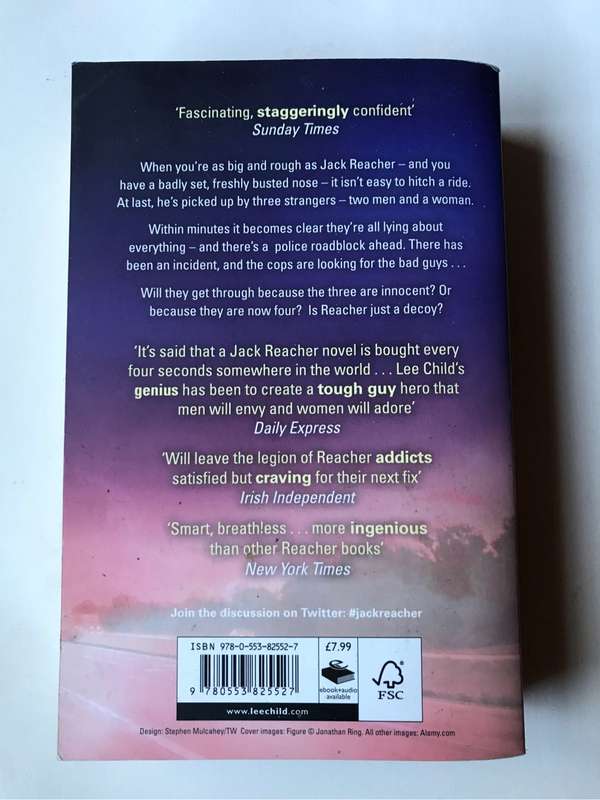 ‘Fascinating, staggeringly confident’
Sunday Times
When you're as big and rough as Jack Reacher – and you
have a badly set, freshly busted nose – it isn't easy to hitch a ride.
At last, he's picked up by three strangers – two men and a woman.
Within minutes it becomes clear they're all lying about
everything – and there's a police roadblock ahead. There has
been an incident, and the cops are looking for the bad guys . . .
Will they get through because the three are innocent? Or
because they are now four? Is Reacher just a decoy?
‘It's said that a Jack Reacher novel is bought every
four seconds somewhere in the world . . . Lee Child's
genius has been to create a tough guy hero that
men will envy and women will adore’
Daily Express
‘Will leave the legion of Reacher addicts
satisfied but craving for their next fix’
Irish Independent
‘Smart, breathless . . . more ingenious
than other Reacher books’
New York Times
Join the discussion on Twitter: #jackreacher
ISBN 978-0-553-82552-7
£7.99
9 780553 825527
ebook+audio
available
FSC
www.leechild.com
Design: Stephen Mulcahey/TW Cover images: Figure © Jonathan Ring. All other images: Alamy.com